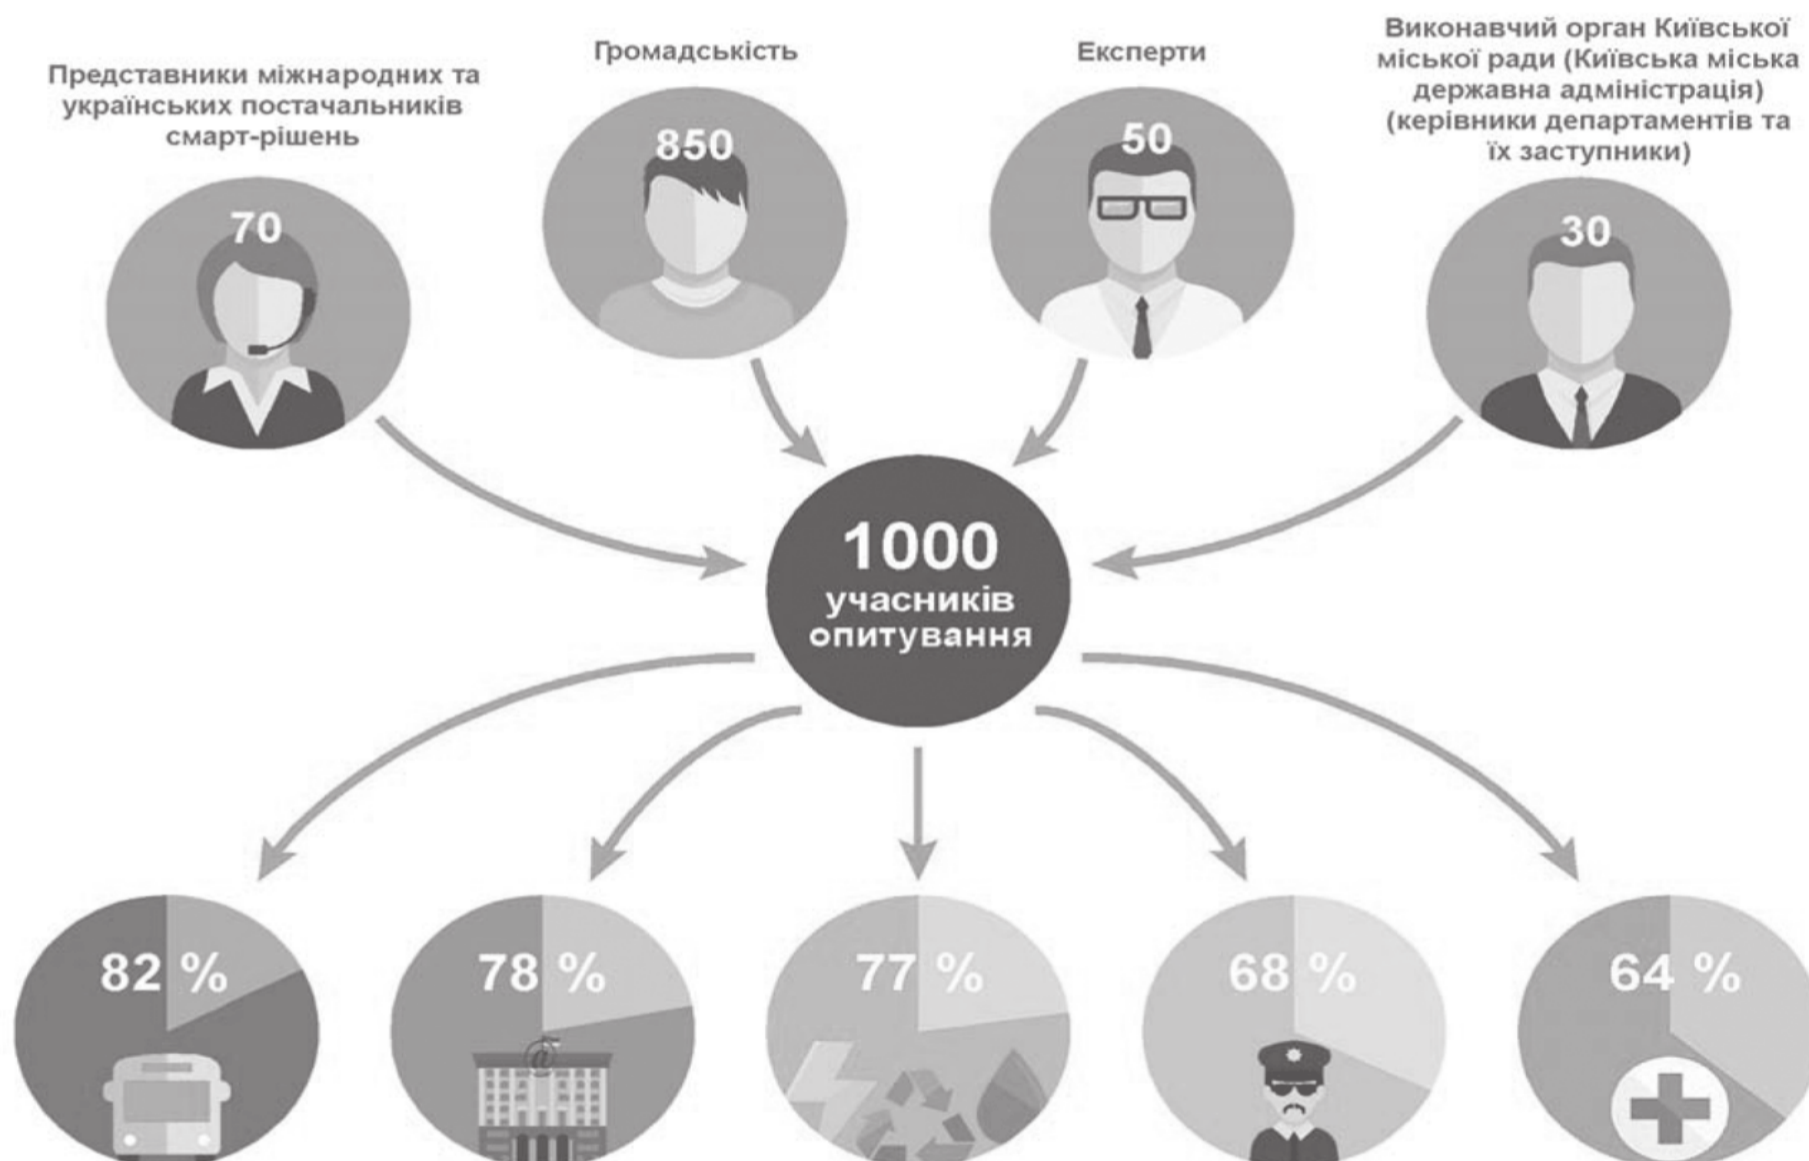 Представники міжнародних та
українських постачальників
смарт-рішень
70
Громадськість
850
Експерти
50
Виконавчий орган Київської
міської ради (Київська міська
державна адміністрація)
(керівники департаментів та
їх заступники)
30
1000
учасників
опитування
82 %
78 %
@
77 %
68 %
64 %